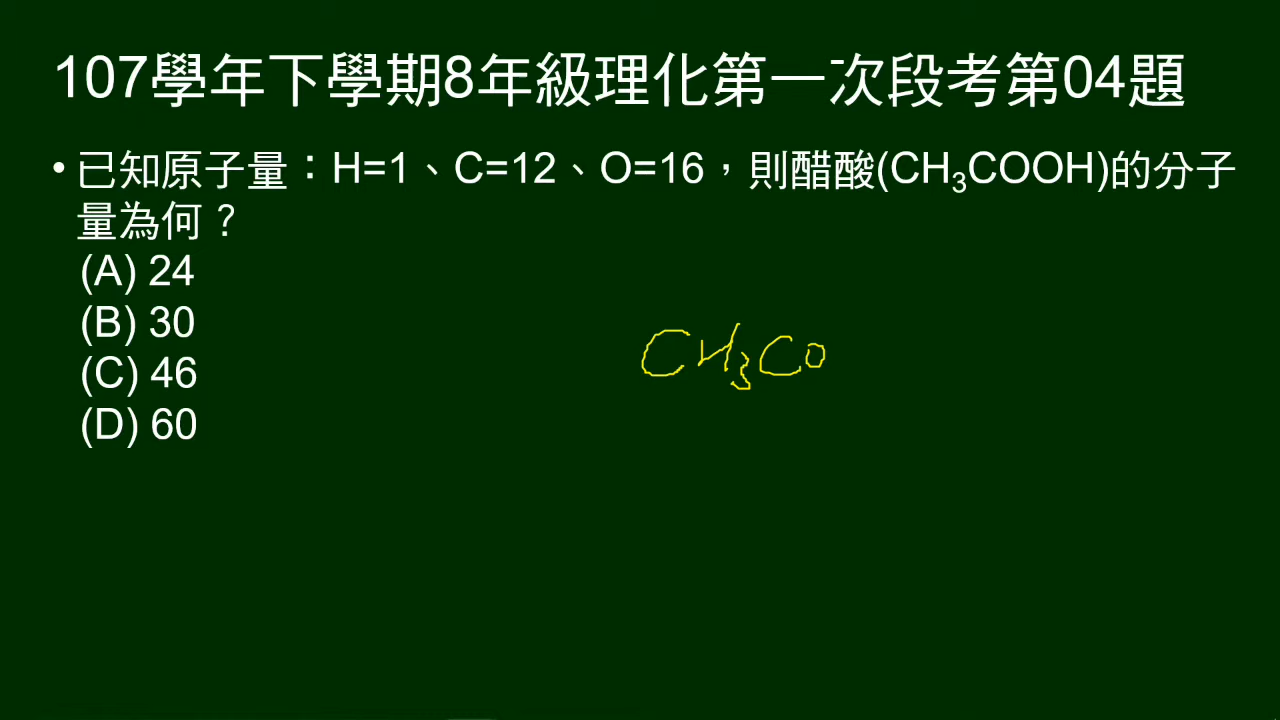 107學年下學期8年級理化第一次段考第04題
• 已知原子量：H=1、C=12、O=16，則醋酸(CH₃COOH)的分子
量為何？
(A) 24
(B) 30
CH₃CO
(C) 46
(D) 60